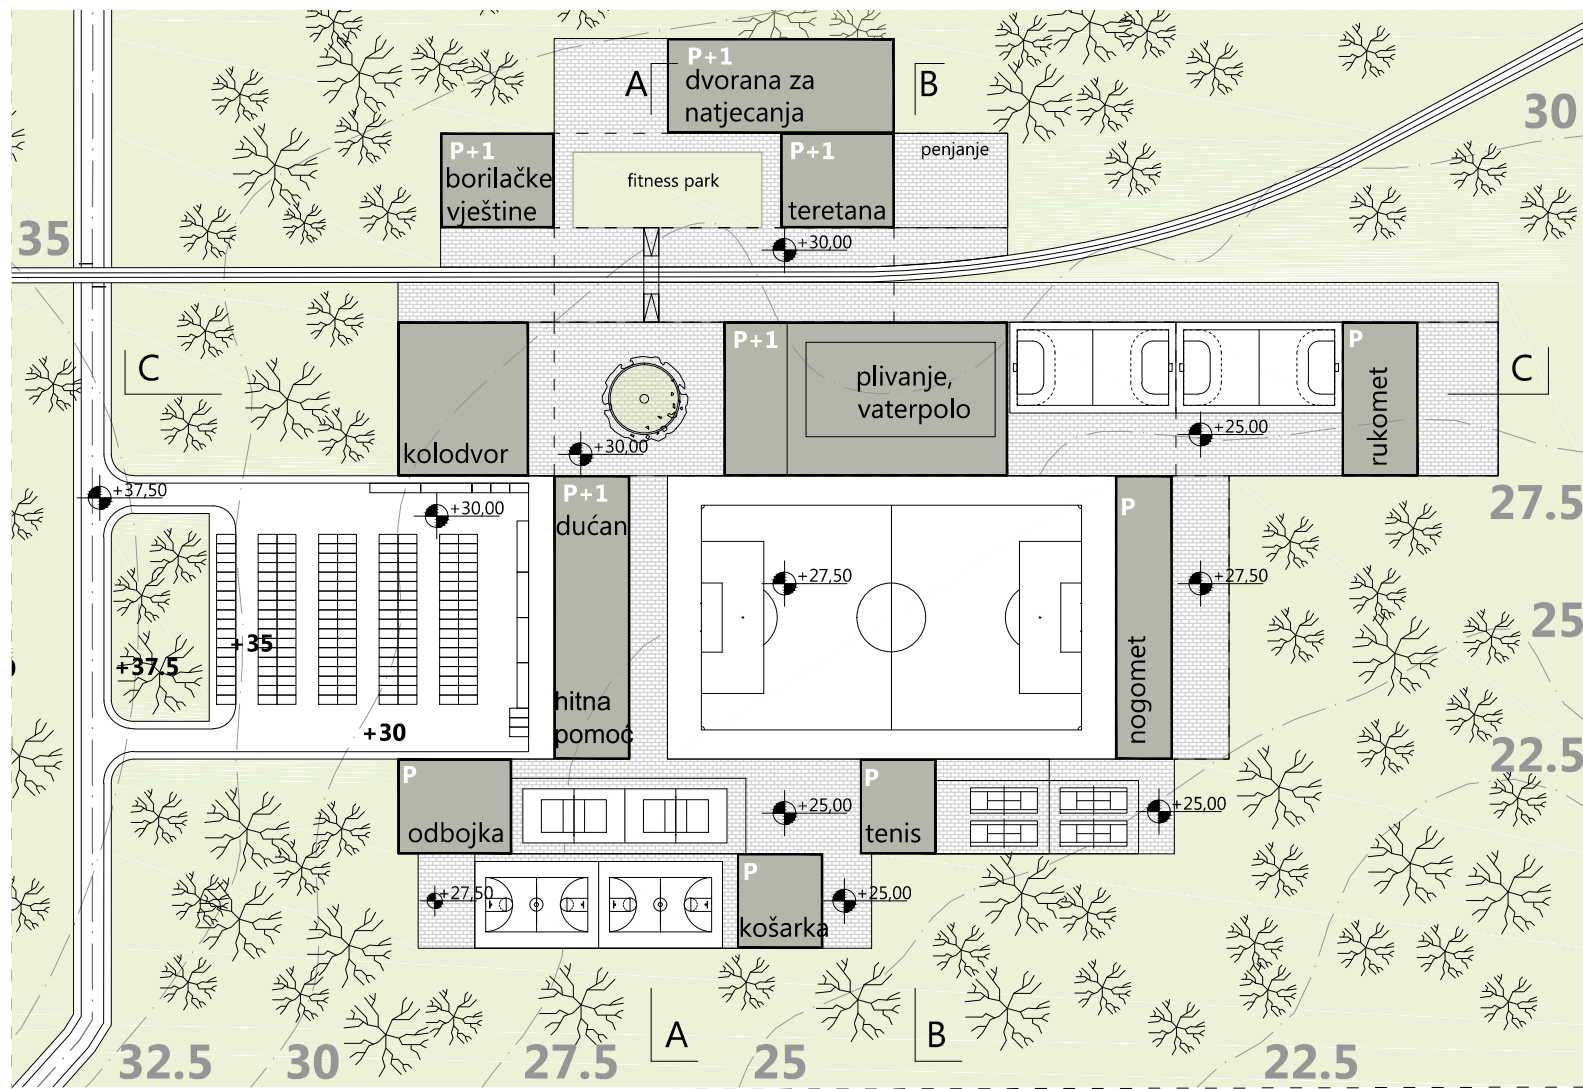 P+1
A
B
dvorana za
natjecanja
30
P+1
borilačke
vještine
fitness park
P+1
teretana
penjanje
35
+30,00
C
kolodvor
+30,00
P+1
plivanje,
vaterpolo
+25,00
P
rukomet
C
+37,50
+30,00
P+1
dućan
hitna
pomoć
+27,50
P
nogomet
+27,50
27.5
25
22.5
+35
+37.5
+30
P
odbojka
+25,00
P
tenis
+25,00
+27,50
P
košarka
+25,00
A
B
32.5
30
27.5
25
22.5